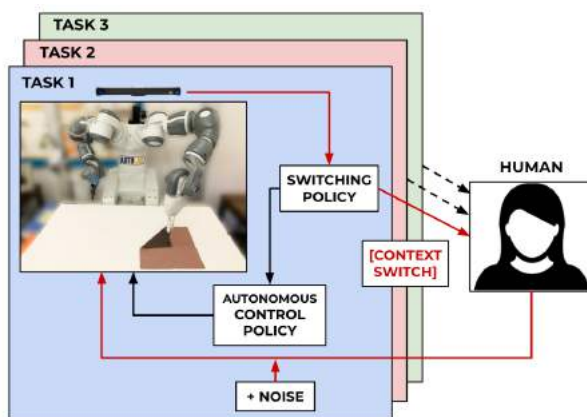 TASK 3
TASK 2
TASK 1
HUMAN
SWITCHING
POLICY
[CONTEXT
SWITCH]
AUTONOMOUS
CONTROL
POLICY
+ NOISE